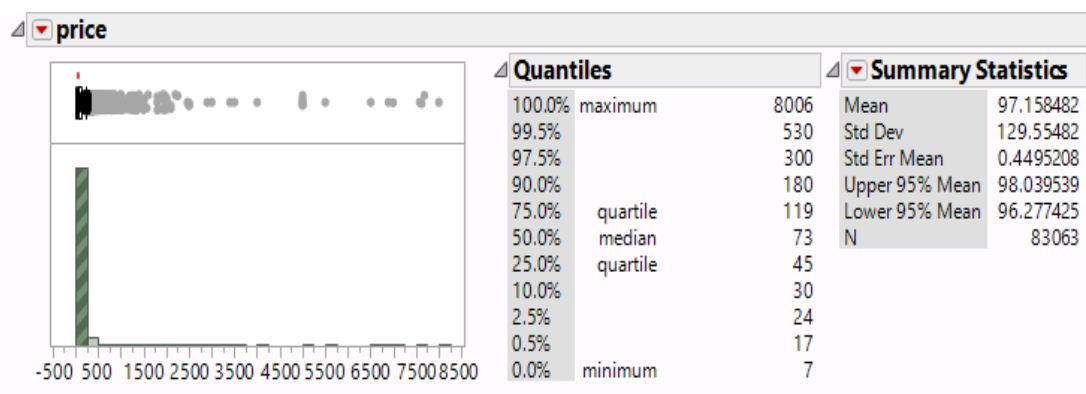 price
-500 500 1500 2500 3500 4500 5500 6500 7500 8500
Quantiles
100.0% maximum 8006
99.5% 530
97.5% 300
90.0% 180
75.0% quartile 119
50.0% median 73
25.0% quartile 45
10.0% 30
2.5% 24
0.5% 17
0.0% minimum 7
Summary Statistics
Mean 97.158482
Std Dev 129.55482
Std Err Mean 0.4495208
Upper 95% Mean 98.039539
Lower 95% Mean 96.277425
N 83063